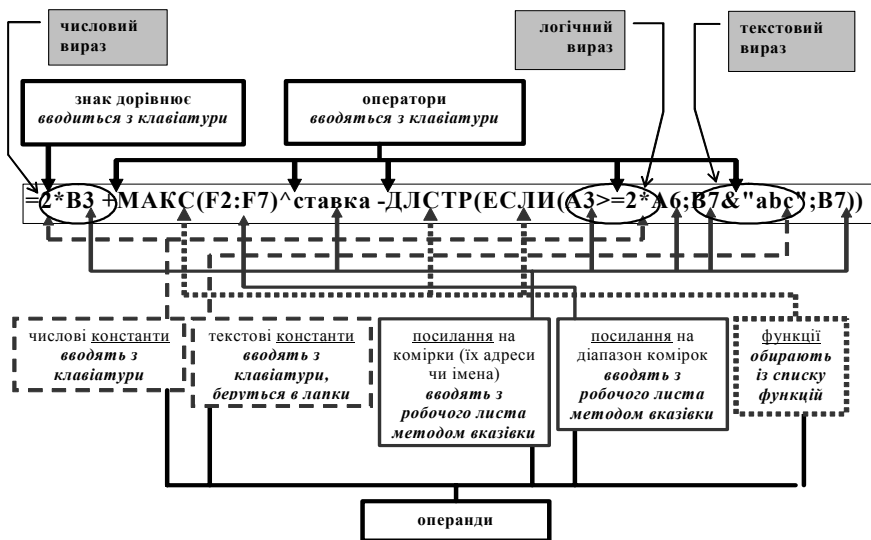 числовий
вираз
логічний
вираз
текстовий
вираз
знак дорівнює
вводиться з клавіатури
оператори
вводяться з клавіатури
=2*B3 +МАКС(F2:F7)^ставка -ДЛСТР(ЕСЛИ(A3>=2*A6;B7&"abc";B7))
числові константи
вводять з
клавіатури
текстові константи
вводять з
клавіатури,
беруться в лапки
посилання на
комірки (їх адреси
чи імена)
вводять з
робочого листа
методом вказівки
посилання на
діапазон комірок
вводять з
робочого листа
методом вказівки
функції
обирають
із списку
функцій
операнди